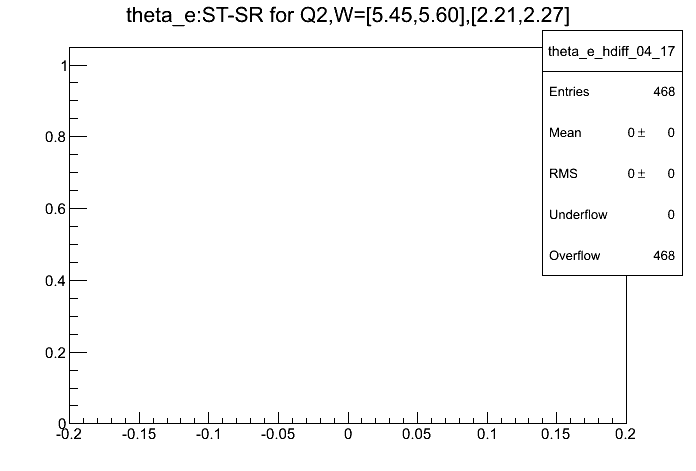 theta_e:ST-SR for Q2,W=[5.45,5.60],[2.21,2.27]
theta_e_hdiff_04_17
Entries 468
Mean 0 ± 0
RMS 0 ± 0
Underflow 0
Overflow 468
1
0.8
0.6
0.4
0.2
0
-0.2 -0.15 -0.1 -0.05 0 0.05 0.1 0.15 0.2